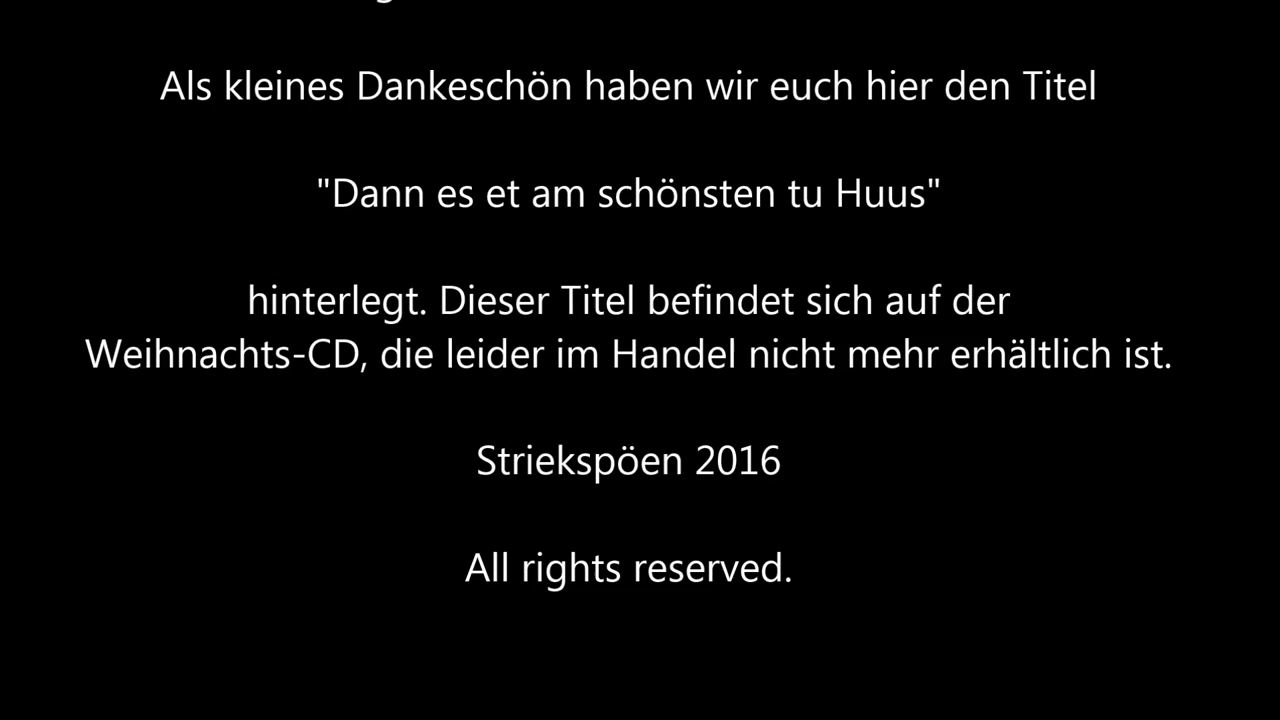 Als kleines Dankeschön haben wir euch hier den Titel
"Dann es et am schönsten tu Huus"
hinterlegt. Dieser Titel befindet sich auf der
Weihnachts-CD, die leider im Handel nicht mehr erhältlich ist.
Striekspöen 2016
All rights reserved.